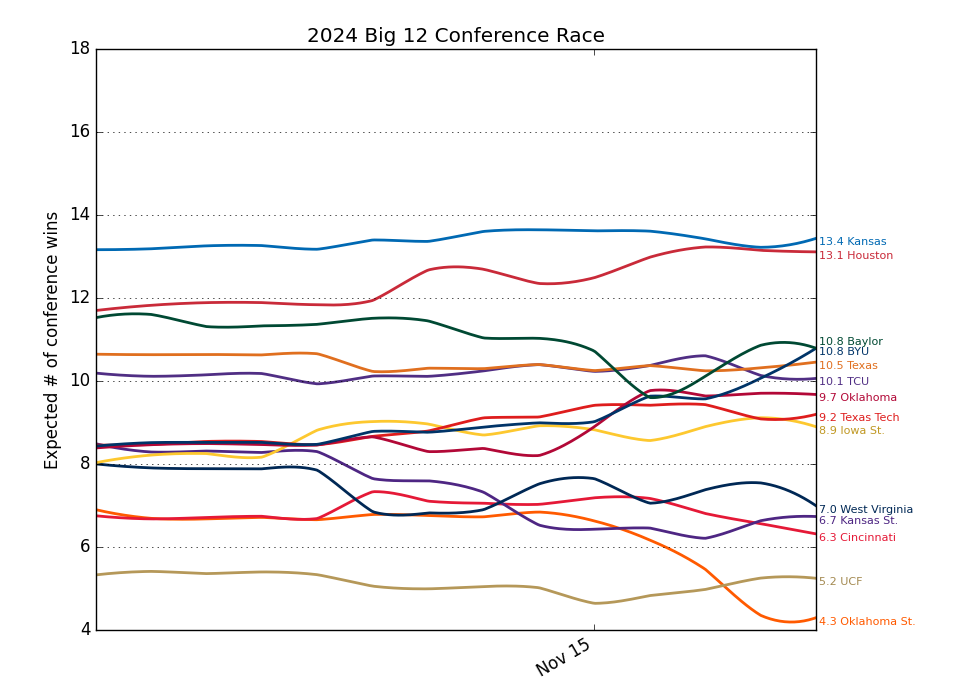 2024 Big 12 Conference Race
Expected # of conference wins
18
16
14
12
10
8
6
4
Nov 15
13.4 Kansas
13.1 Houston
10.8 Baylor
10.8 BYU
10.5 Texas
10.1 TCU
9.7 Oklahoma
9.2 Texas Tech
8.9 Iowa St.
7.0 West Virginia
6.7 Kansas St.
6.3 Cincinnati
5.2 UCF
4.3 Oklahoma St.